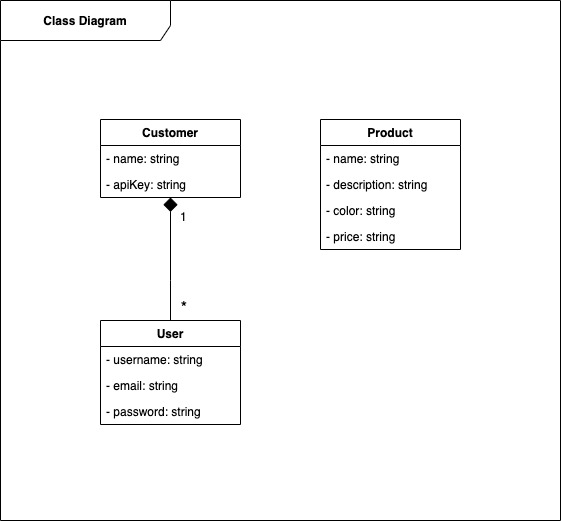 Class Diagram
Customer
- name: string
- apiKey: string
1
*
User
- username: string
- email: string
- password: string
Product
- name: string
- description: string
- color: string
- price: string